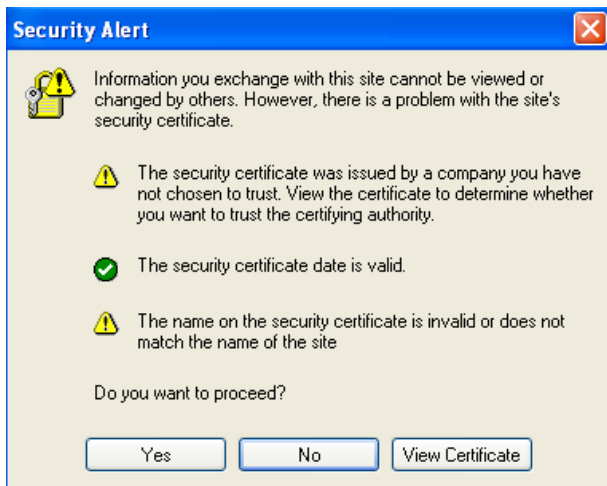 Security Alert
Information you exchange with this site cannot be viewed or
changed by others. However, there is a problem with the site's
security certificate.
The security certificate was issued by a company you have
not chosen to trust. View the certificate to determine whether
you want to trust the certifying authority.
The security certificate date is valid.
The name on the security certificate is invalid or does not
match the name of the site
Do you want to proceed?
Yes No View Certificate